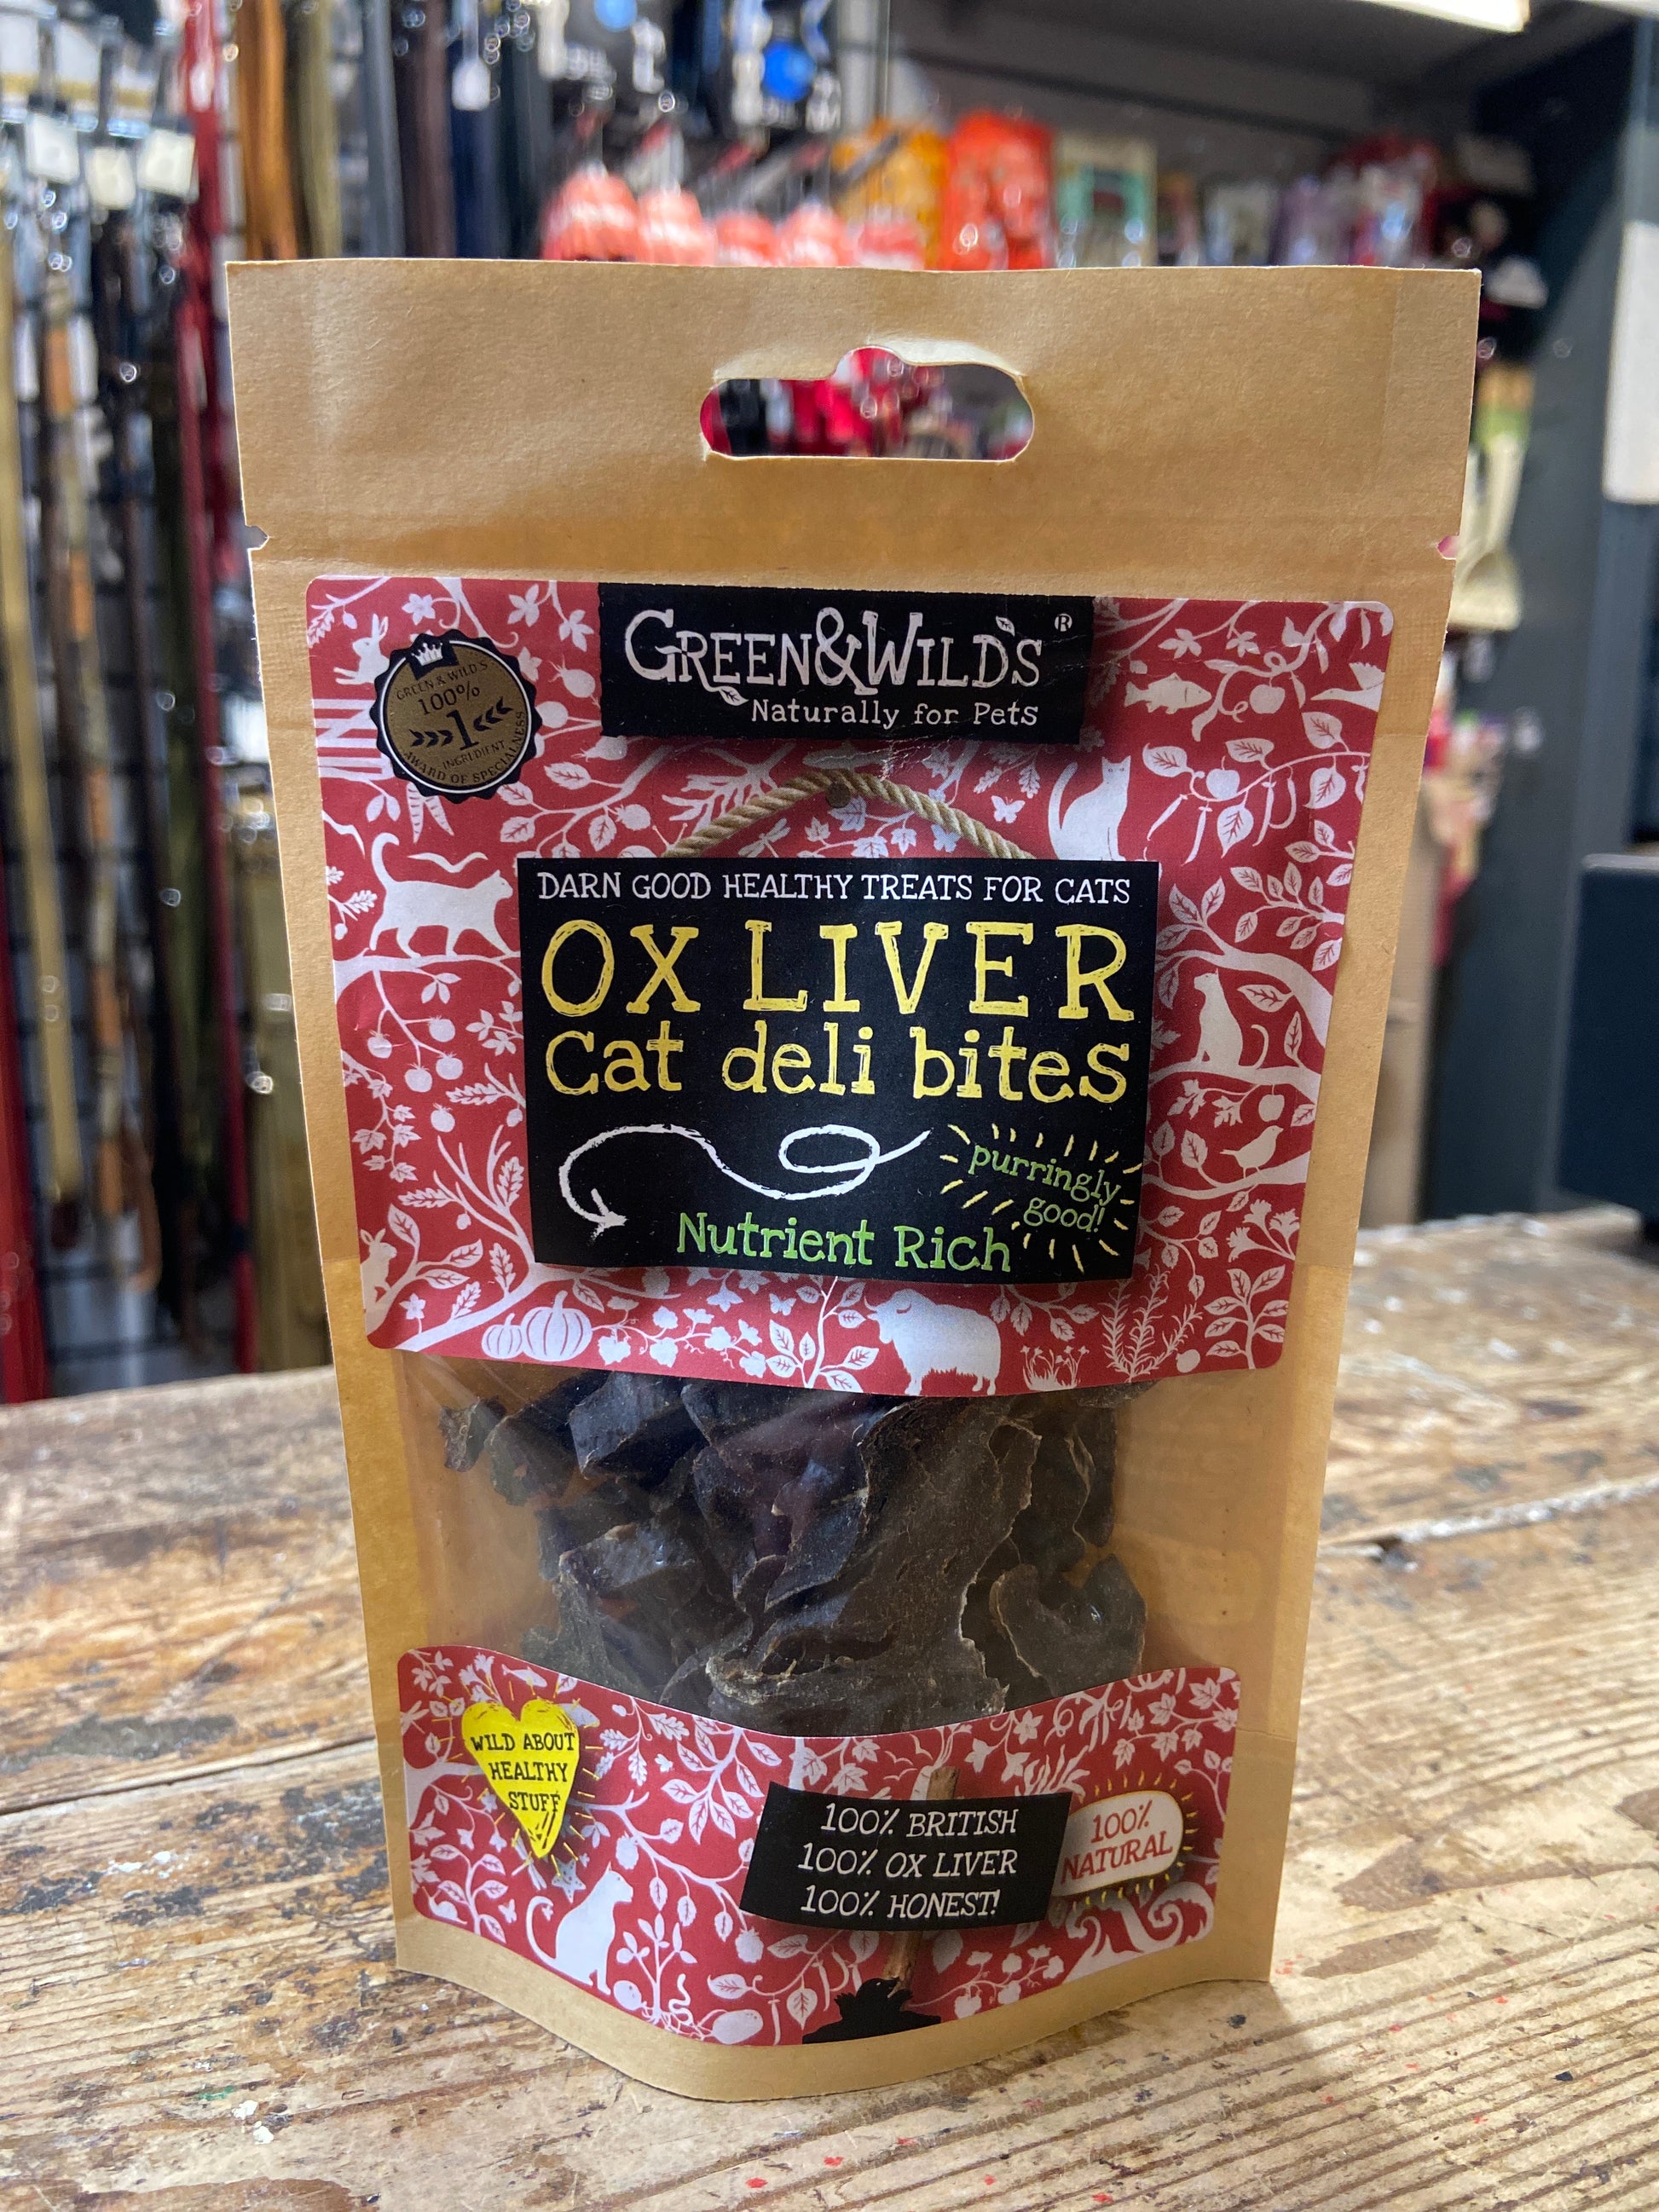 GREEN&WILD'S®
Naturally for Pets
GREEN & WILD'S
100%
1
INGREDIENT
AWARD OF SPECIALNESS
DARN GOOD HEALTHY TREATS FOR CATS
OX LIVER
Cat deli bites
purringly
good!
Nutrient Rich
WILD ABOUT
HEALTHY
STUFF
100% BRITISH
100% OX LIVER
100% HONEST!
100%
NATURAL